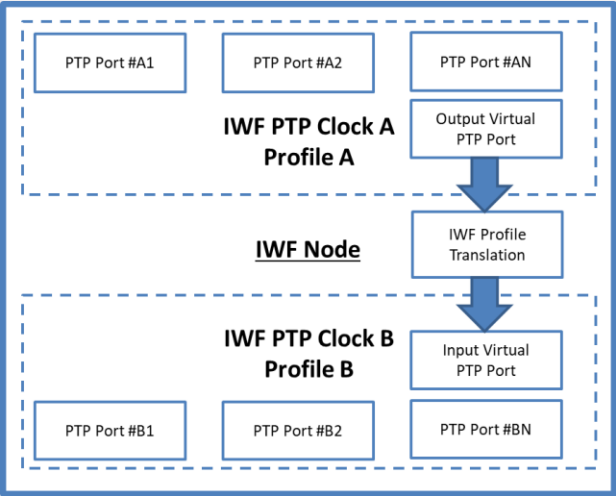 PTP Port #A1
PTP Port #A2
PTP Port #AN
IWF PTP Clock A
Profile A
Output Virtual
PTP Port
IWF Node
IWF Profile
Translation
IWF PTP Clock B
Profile B
Input Virtual
PTP Port
PTP Port #B1
PTP Port #B2
PTP Port #BN